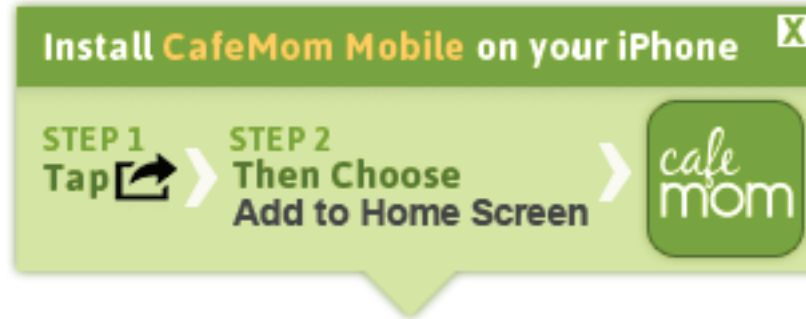 Install CafeMom Mobile on your iPhone
X
STEP 1
Tap
STEP 2
Then Choose
Add to Home Screen
cafe
mom